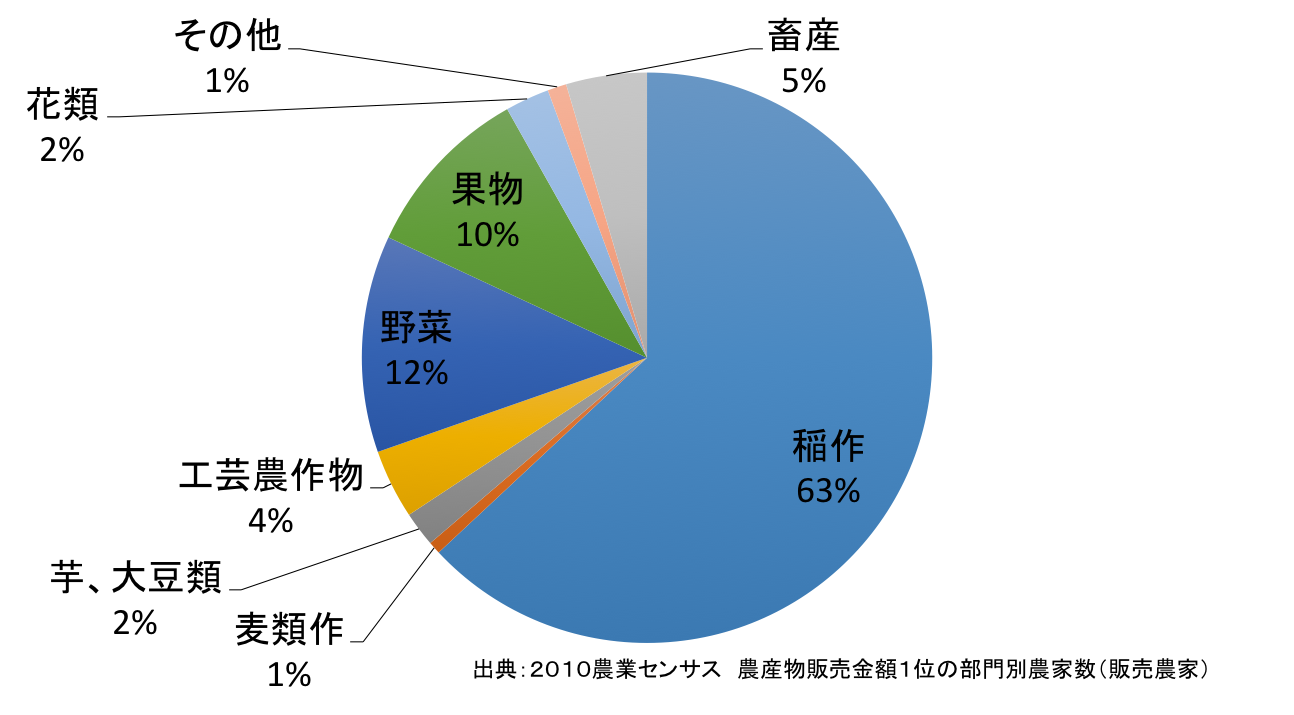 その他
1%
畜産
5%
花類
2%
果物
10%
野菜
12%
稲作
63%
工芸農作物
4%
芋、大豆類
2%
麦類作
1%
出典：２０１０農業センサス　農産物販売金額１位の部門別農家数（販売農家）